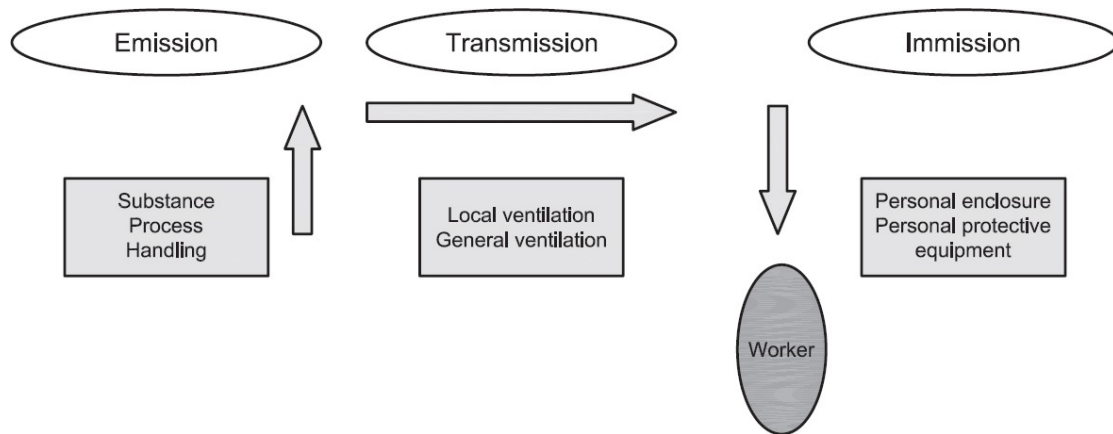 Emission
Transmission
Immission
Substance
Process
Handling
Local ventilation
General ventilation
Personal enclosure
Personal protective
equipment
Worker